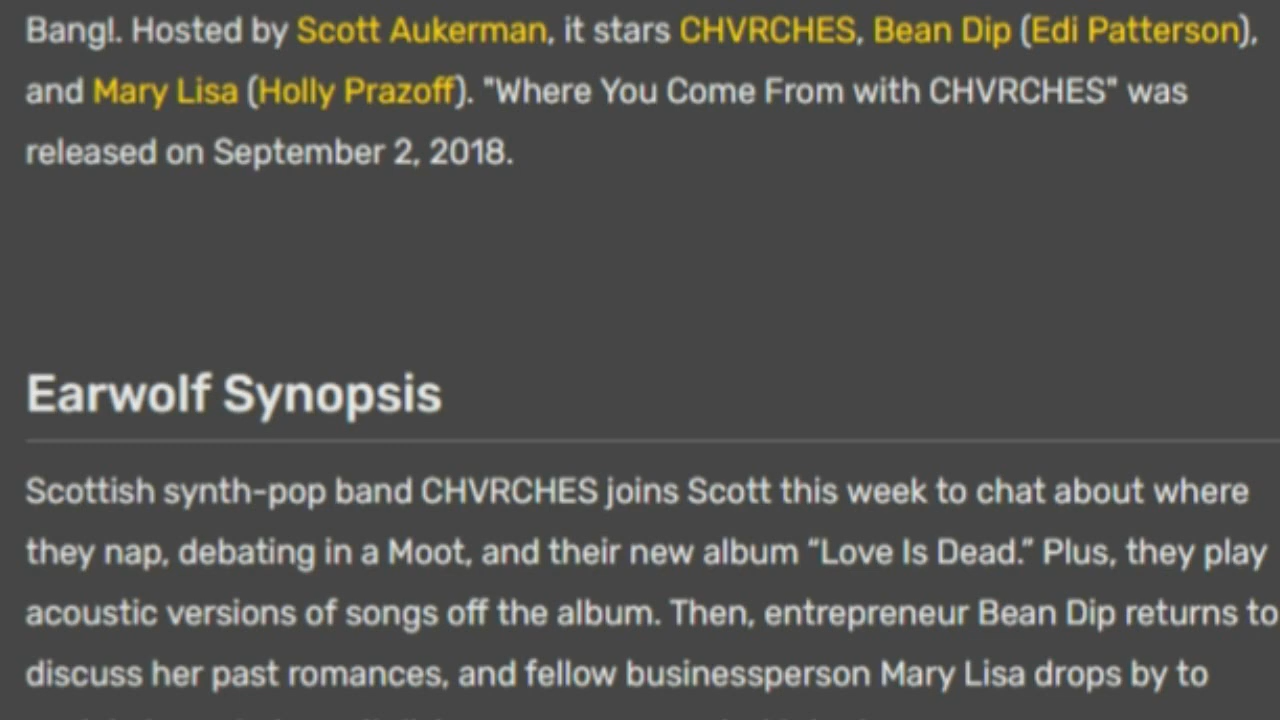 Bang!. Hosted by Scott Aukerman, it stars CHVRCHES, Bean Dip (Edi Patterson),
and Mary Lisa (Holly Prazoff). "Where You Come From with CHVRCHES" was
released on September 2, 2018.
Earwolf Synopsis
Scottish synth-pop band CHVRCHES joins Scott this week to chat about where
they nap, debating in a Moot, and their new album “Love Is Dead.” Plus, they play
acoustic versions of songs off the album. Then, entrepreneur Bean Dip returns to
discuss her past romances, and fellow businessperson Mary Lisa drops by to